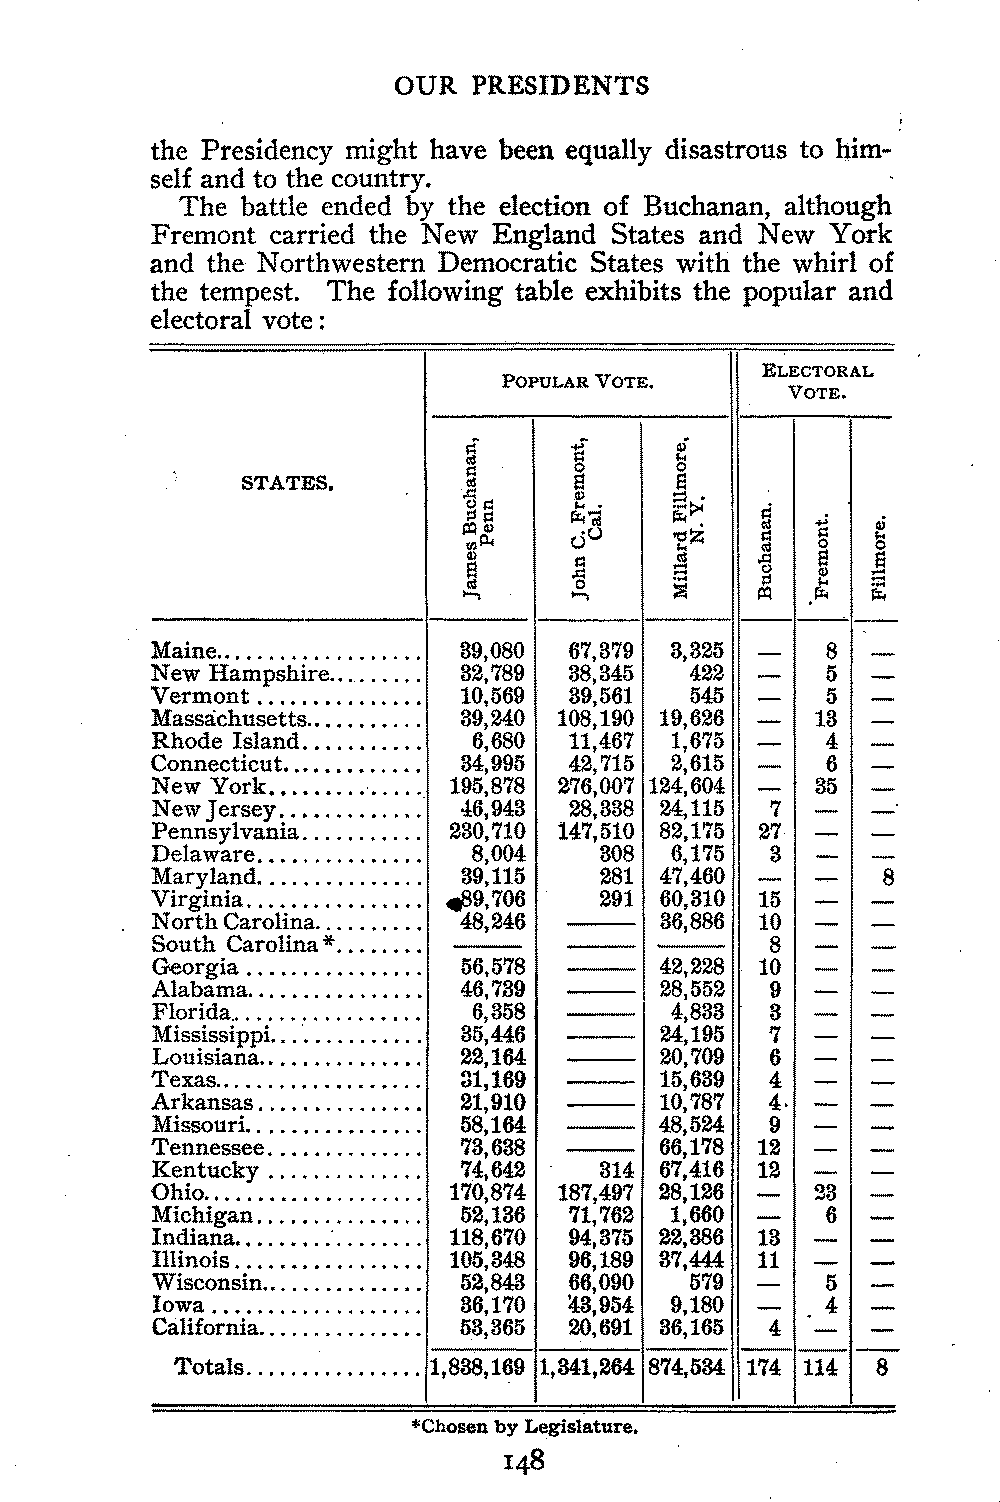 OUR PRESIDENTS
the Presidency might have been equally disastrous to him-
self and to the country.
The battle ended by the election of Buchanan, although
Fremont carried the New England States and New York
and the Northwestern Democratic States with the whirl of
the tempest. The following table exhibits the popular and
electoral vote:
STATES. | POPULAR VOTE. | ELECTORAL VOTE.
James Buchanan, Penn | John C. Fremont, Cal. | Millard Fillmore, N. Y. | Buchanan. | Fremont. | Fillmore.
Maine.................... 39,080 67,379 3,325 — 8 —
New Hampshire......... 32,789 38,345 422 — 5 —
Vermont ............... 10,569 39,561 545 — 5 —
Massachusetts........... 39,240 108,190 19,626 — 13 —
Rhode Island........... 6,680 11,467 1,675 — 4 —
Connecticut............. 34,995 42,715 2,615 — 6 —
New York.............. 195,878 276,007 124,604 — 35 —
New Jersey............. 46,943 28,338 24,115 7 — —
Pennsylvania........... 230,710 147,510 82,175 27 — —
Delaware............... 8,004 308 6,175 3 — —
Maryland............... 39,115 281 47,460 — — 8
Virginia................ 89,706 291 60,310 15 — —
North Carolina.......... 48,246 — 36,886 10 — —
South Carolina*........ — — — 8 — —
Georgia ................ 56,578 — 42,228 10 — —
Alabama................ 46,739 — 28,552 9 — —
Florida................. 6,358 — 4,833 3 — —
Mississippi.............. 35,446 — 24,195 7 — —
Louisiana............... 22,164 — 20,709 6 — —
Texas................... 31,169 — 15,639 4 — —
Arkansas............... 21,910 — 10,787 4 — —
Missouri................ 58,164 — 48,524 9 — —
Tennessee.............. 73,638 — 66,178 12 — —
Kentucky .............. 74,642 314 67,416 12 — —
Ohio.................... 170,874 187,497 28,126 — 23 —
Michigan............... 52,136 71,762 1,660 — 6 —
Indiana................. 118,670 94,375 22,386 13 — —
Illinois ................. 105,348 96,189 37,444 11 — —
Wisconsin............... 52,843 66,090 579 — 5 —
Iowa ................... 36,170 43,954 9,180 — 4 —
California............... 53,365 20,691 36,165 4 — —
Totals................ 1,838,169 1,341,264 874,534 174 114 8
*Chosen by Legislature.
148